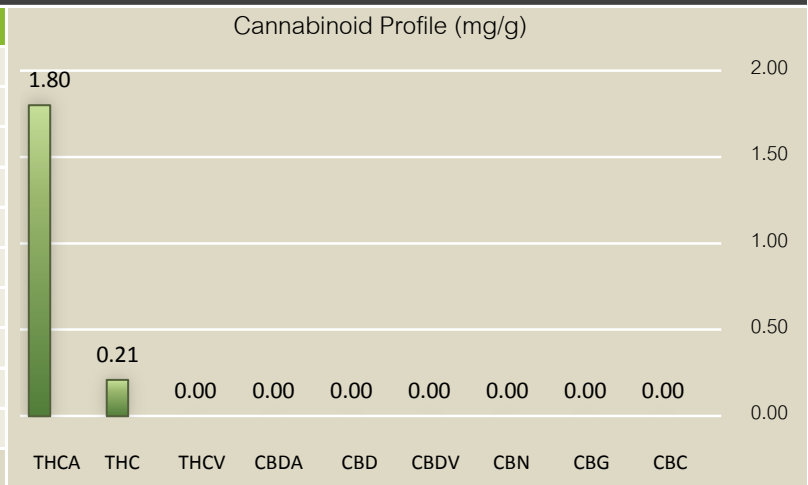 Cannabinoid Profile (mg/g)
2.00
1.80
1.50
1.00
0.50
0.21
0.00 0.00 0.00 0.00 0.00 0.00 0.00
0.00
THCA THC THCV CBDA CBD CBDV CBN CBG CBC